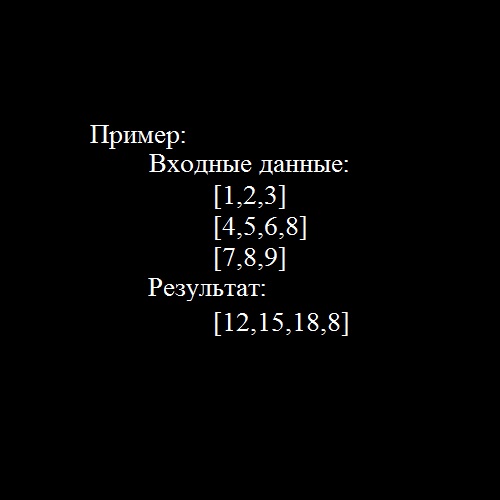 Пример:
Входные данные:
[1,2,3]
[4,5,6,8]
[7,8,9]
Результат:
[12,15,18,8]